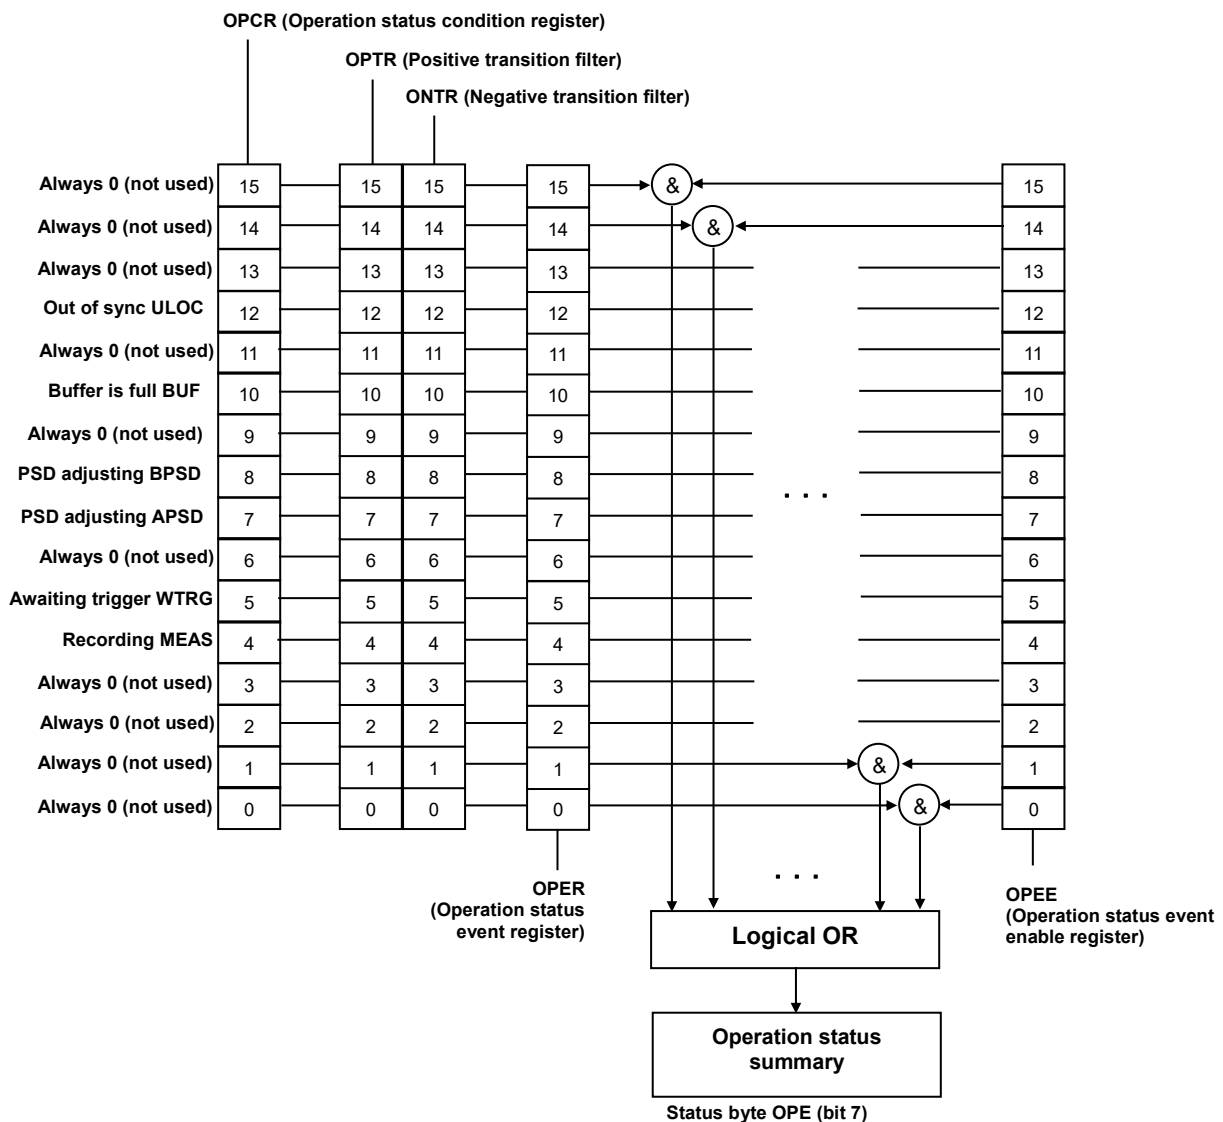 OPCR (Operation status condition register)
OPTR (Positive transition filter)
ONTR (Negative transition filter)
Always 0 (not used) 15 15 15 15 & 15
Always 0 (not used) 14 14 14 14 & 14
Always 0 (not used) 13 13 13 13 13
Out of sync ULOC 12 12 12 12 12
Always 0 (not used) 11 11 11 11 11
Buffer is full BUF 10 10 10 10 10
Always 0 (not used) 9 9 9 9 9
PSD adjusting BPSD 8 8 8 8 8
. . .
PSD adjusting APSD 7 7 7 7 7
Always 0 (not used) 6 6 6 6 6
Awaiting trigger WTRG 5 5 5 5 5
Recording MEAS 4 4 4 4 4
Always 0 (not used) 3 3 3 3 3
Always 0 (not used) 2 2 2 2 2
Always 0 (not used) 1 1 1 1 & 1
Always 0 (not used) 0 0 0 0 & 0
. . .
OPER
(Operation status
event register)
OPEE
(Operation status event
enable register)
Logical OR
Operation status
summary
Status byte OPE (bit 7)